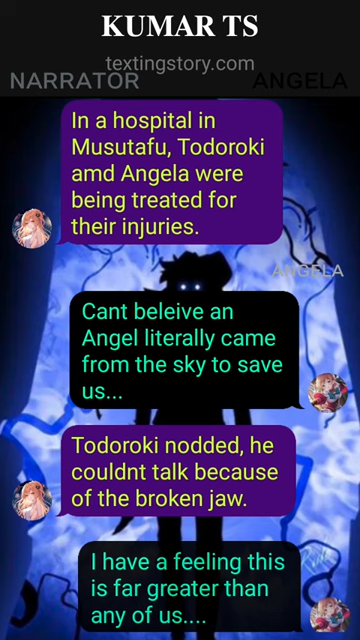 KUMAR TS
textingstory.com
NARRATOR
ANGELA
In a hospital in
Musutafu, Todoroki
amd Angela were
being treated for
their injuries.
ANGELA
Cant beleive an
Angel literally came
from the sky to save
us...
Todoroki nodded, he
couldnt talk because
of the broken jaw.
I have a feeling this
is far greater than
any of us....